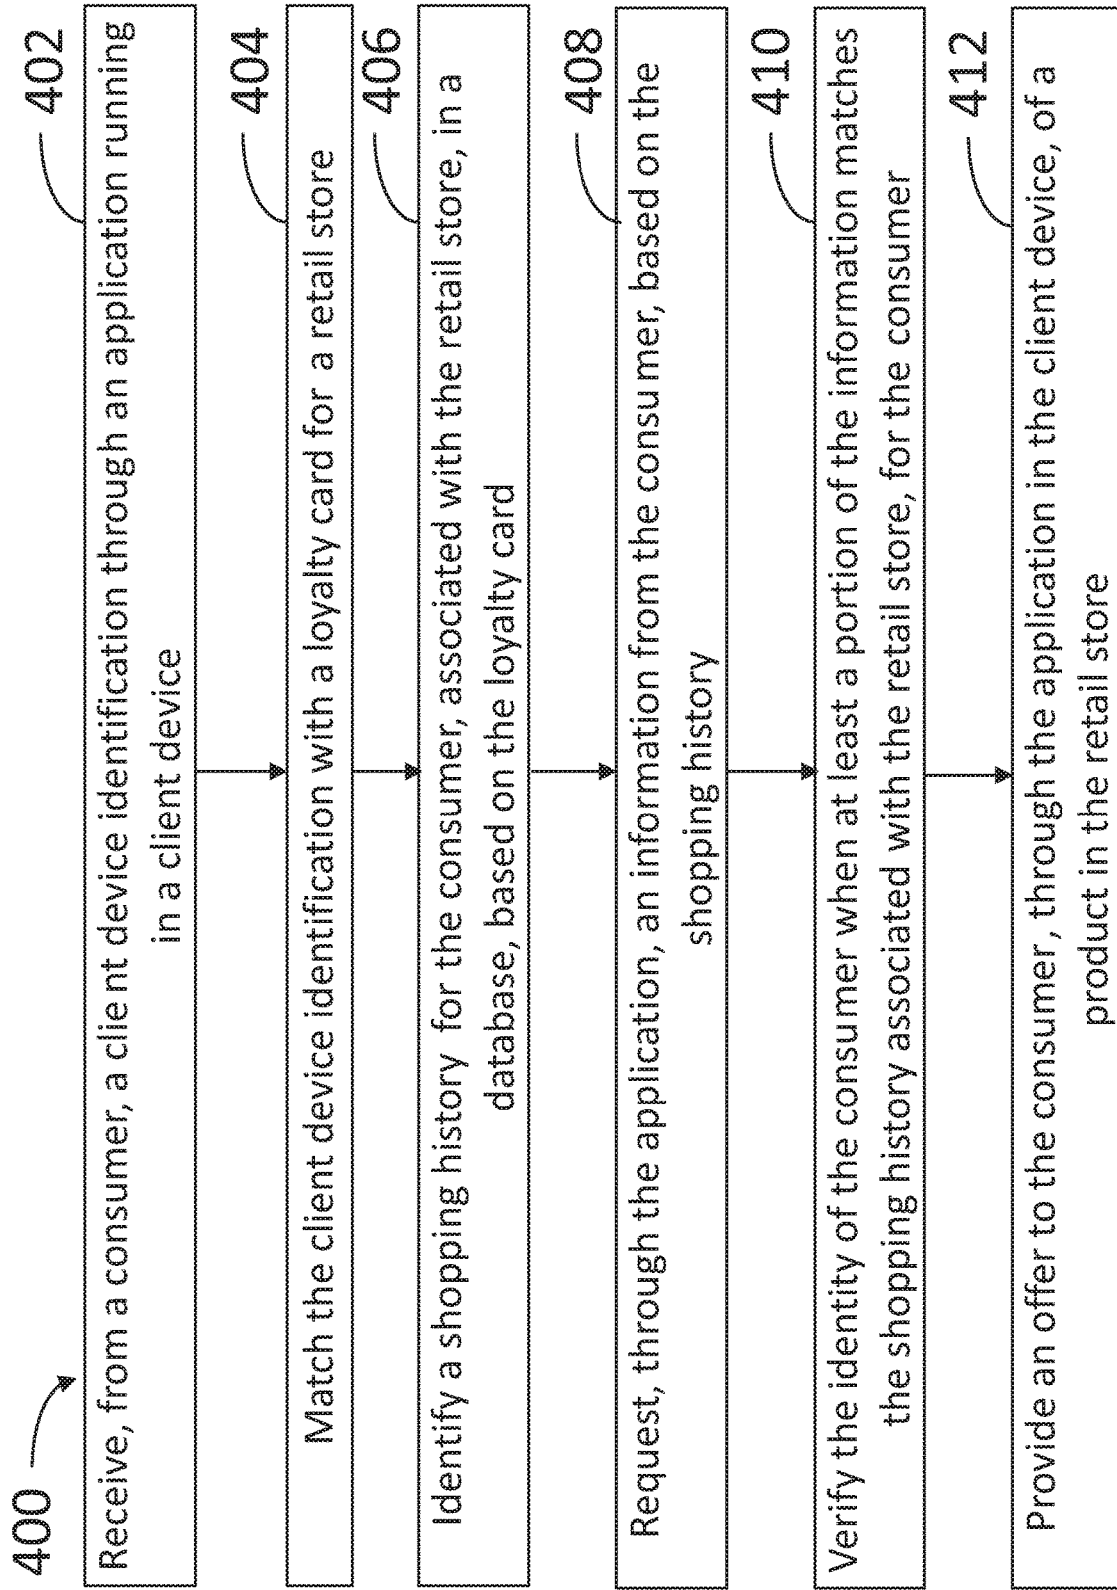 400
402
Receive, from a consumer, a client device identification through an application running
in a client device
404
Match the client device identification with a loyalty card for a retail store
406
Identify a shopping history for the consumer, associated with the retail store, in a
database, based on the loyalty card
408
Request, through the application, an information from the consumer, based on the
shopping history
410
Verify the identity of the consumer when at least a portion of the information matches
the shopping history associated with the retail store, for the consumer
412
Provide an offer to the consumer, through the application in the client device, of a
product in the retail store